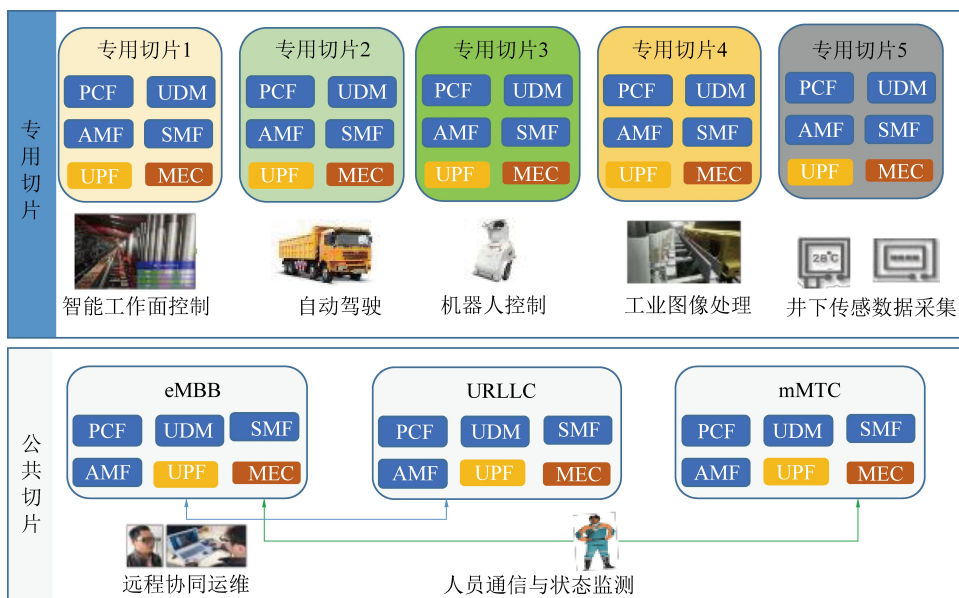 专用切片
专用切片1
PCF UDM
AMF SMF
UPF MEC
智能工作面控制
专用切片2
PCF UDM
AMF SMF
UPF MEC
自动驾驶
专用切片3
PCF UDM
AMF SMF
UPF MEC
机器人控制
专用切片4
PCF UDM
AMF SMF
UPF MEC
工业图像处理
专用切片5
PCF UDM
AMF SMF
UPF MEC
28℃
井下传感数据采集
公共切片
eMBB
PCF UDM SMF
AMF UPF MEC
URLLC
PCF UDM SMF
AMF UPF MEC
mMTC
PCF UDM SMF
AMF UPF MEC
远程协同运维
人员通信与状态监测